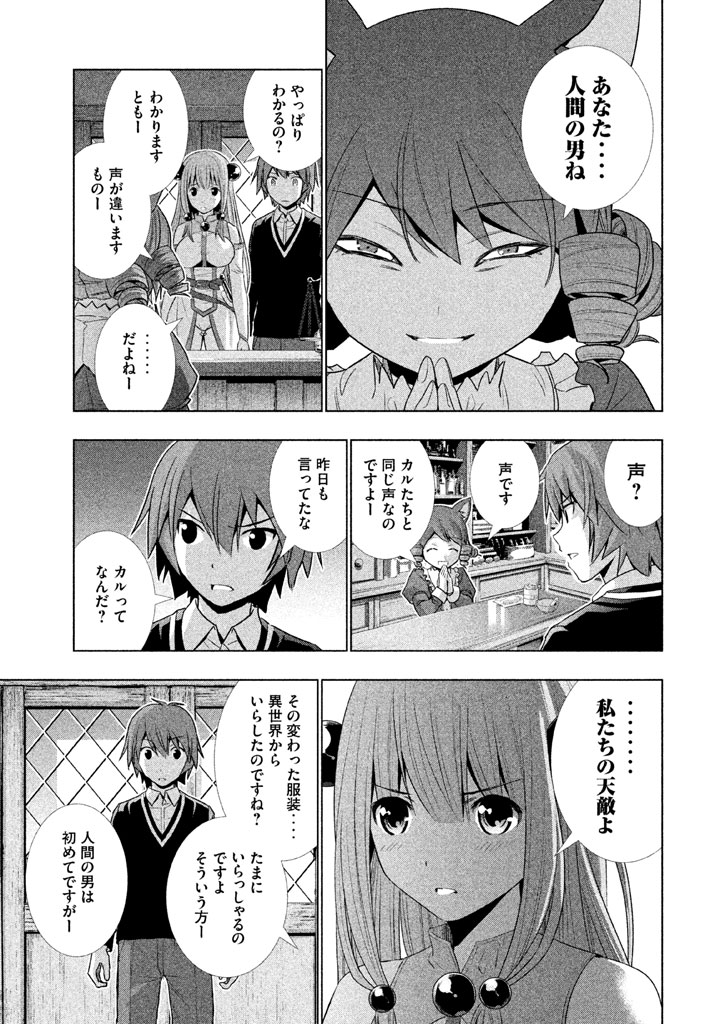 あなた‥‥
人間の男ね
やっぱり
わかるの?
わかります
ともー
声が違います
ものー
‥‥‥
だよねー
声?
声です
カルたちと
同じ声なの
ですよー
昨日も
言ってたな
カルって
なんだ?
‥‥‥‥
私たちの天敵よ
その変わった服装‥‥
異世界から
いらしたのですね?
たまに
いらっしゃるの
ですよ
そういう方ー
人間の男は
初めてですがー